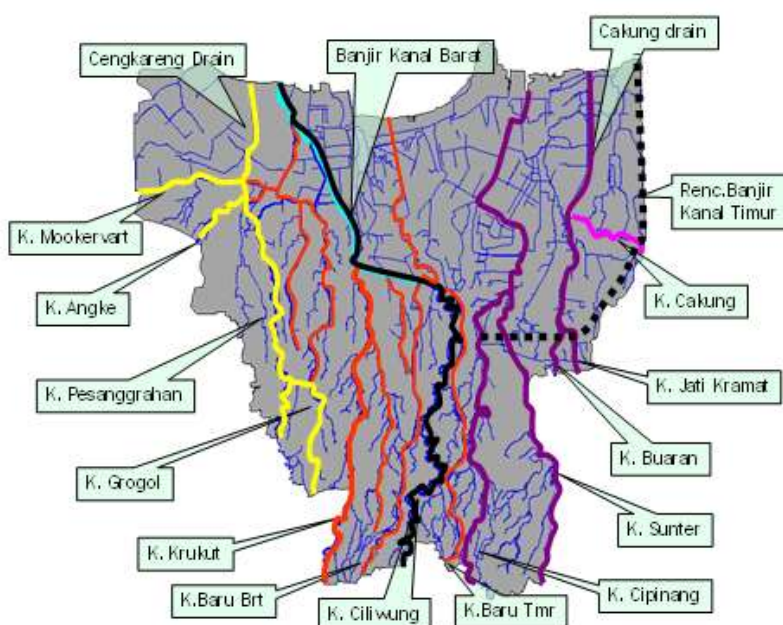 Cengkareng Drain
Banjir Kanal Barat
Cakung drain
Renc.Banjir
Kanal Timur
K. Mookervart
K. Angke
K. Cakung
K. Pesanggrahan
K. Jati Kramat
K. Buaran
K. Grogol
K. Sunter
K. Krukut
K.Baru Brt
K. Ciliwung
K.Baru Tmr
K. Cipinang